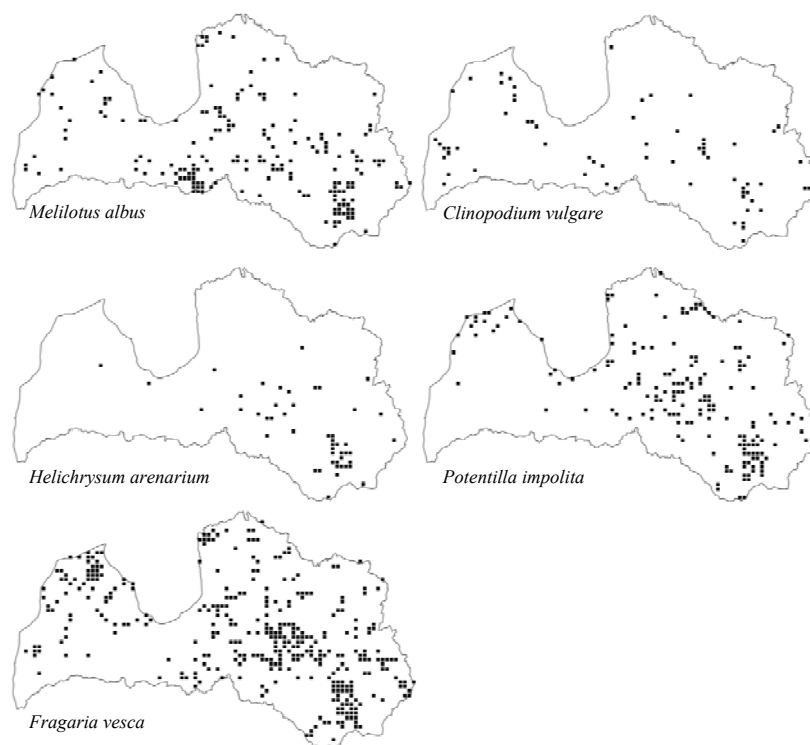 Melilotus albus
Clinopodium vulgare
Helichrysum arenarium
Potentilla impolita
Fragaria vesca